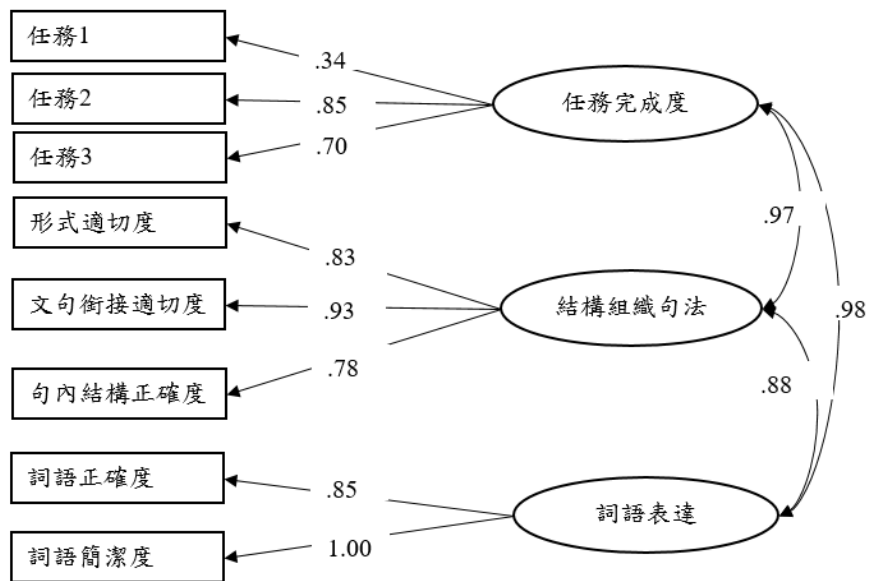 任務1
.34
任務完成度
任務2
.85
任務3
.70
形式適切度
.83
.97
文句銜接適切度
.93
結構組織句法
.98
句內結構正確度
.78
.88
詞語正確度
.85
詞語表達
詞語簡潔度
1.00